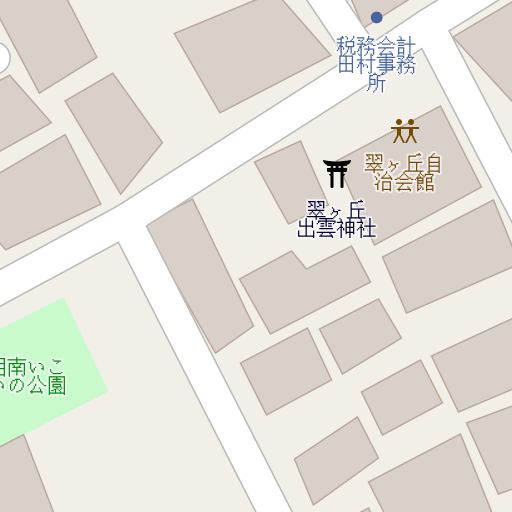 税務会計
田村事務
所
翠ヶ丘自
治会館
翠ヶ丘
出雲神社
湘南いこ
いの公園